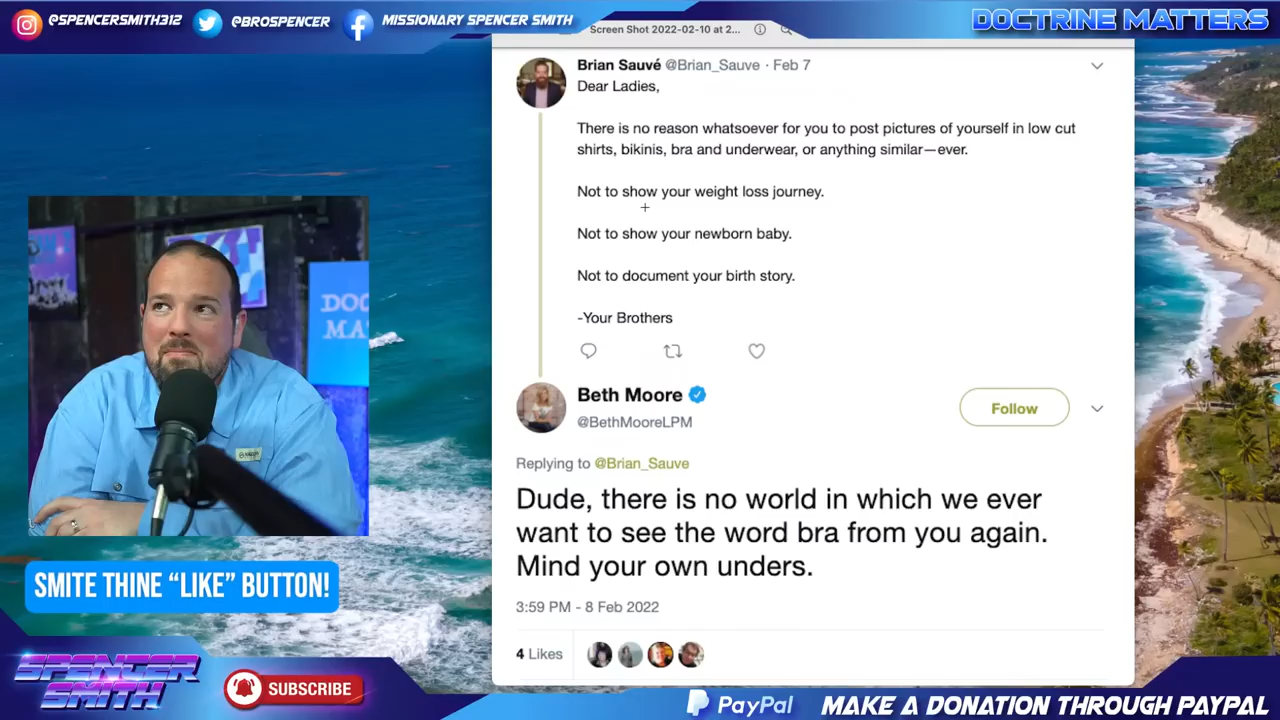 @SPENCERSMITH312 @BROSPENCER MISSIONARY SPENCER SMITH
DOCTRINE MATTERS
Screen Shot 2022-02-10 at 2...
Brian Sauvé @Brian_Sauve · Feb 7
Dear Ladies,
There is no reason whatsoever for you to post pictures of yourself in low cut
shirts, bikinis, bra and underwear, or anything similar—ever.
Not to show your weight loss journey.
Not to show your newborn baby.
Not to document your birth story.
-Your Brothers
Beth Moore
@BethMooreLPM
Follow
Replying to @Brian_Sauve
Dude, there is no world in which we ever
want to see the word bra from you again.
Mind your own unders.
3:59 PM - 8 Feb 2022
4 Likes
DOC
MA
SMITE THINE “LIKE” BUTTON!
SPENCER
SMITH
SUBSCRIBE
PayPal MAKE A DONATION THROUGH PAYPAL